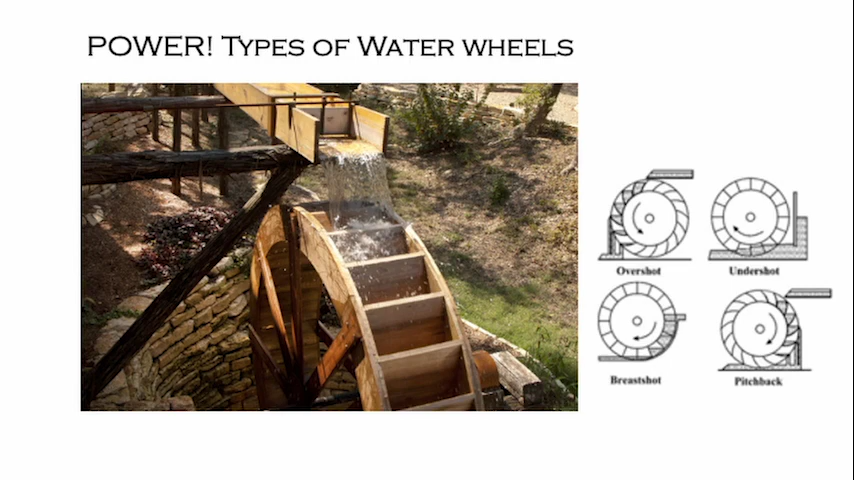 POWER! TYPES OF WATER WHEELS
Overshot
Undershot
Breastshot
Pitchback